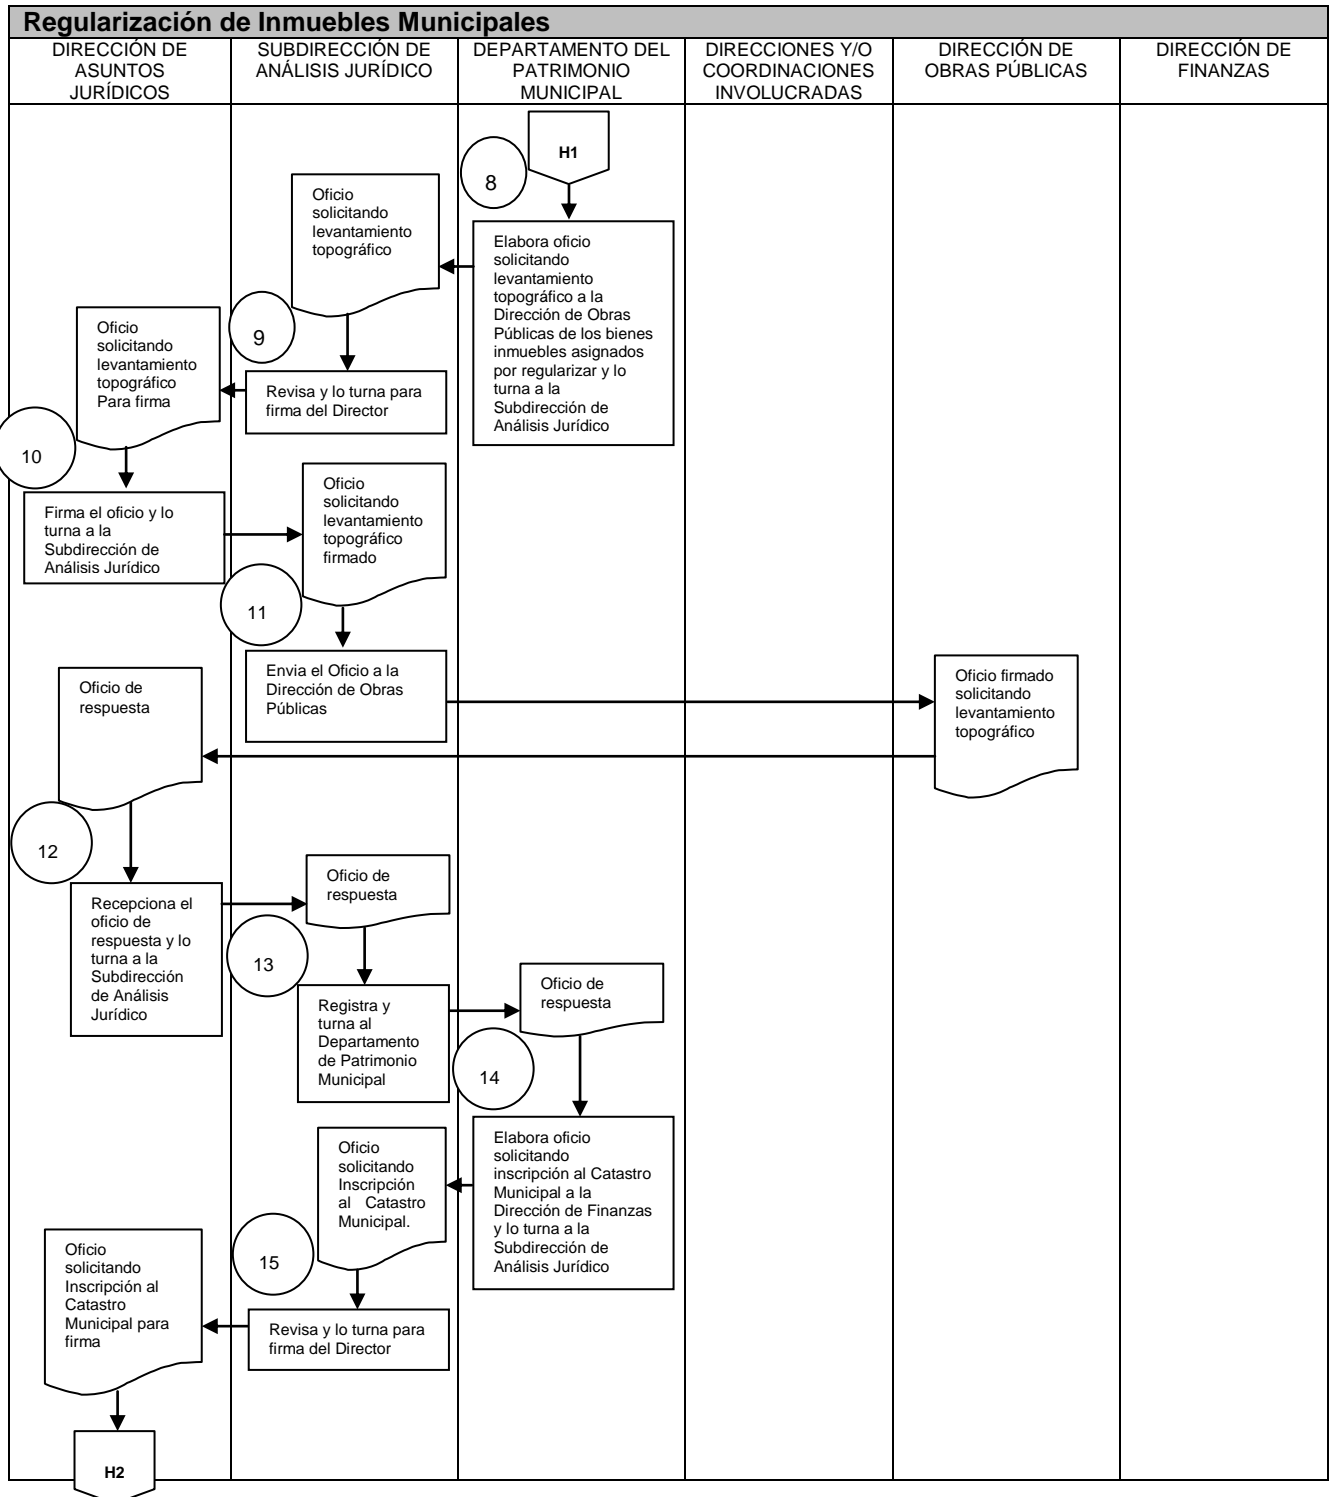 Regularización de Inmuebles Municipales
DIRECCIÓN DE
ASUNTOS
JURÍDICOS
SUBDIRECCIÓN DE
ANÁLISIS JURÍDICO
DEPARTAMENTO DEL
PATRIMONIO
MUNICIPAL
DIRECCIONES Y/O
COORDINACIONES
INVOLUCRADAS
DIRECCIÓN DE
OBRAS PÚBLICAS
DIRECCIÓN DE
FINANZAS
H1
8
Elabora oficio
solicitando
levantamiento
topográfico a la
Dirección de Obras
Públicas de los bienes
inmuebles asignados
por regularizar y lo
turna a la
Subdirección de
Análisis Jurídico
Oficio
solicitando
levantamiento
topográfico
9
Revisa y lo turna para
firma del Director
Oficio
solicitando
levantamiento
topográfico
Para firma
10
Firma el oficio y lo
turna a la
Subdirección de
Análisis Jurídico
Oficio
solicitando
levantamiento
topográfico
firmado
11
Envia el Oficio a la
Dirección de Obras
Públicas
Oficio firmado
solicitando
levantamiento
topográfico
Oficio de
respuesta
12
Recepciona el
oficio de
respuesta y lo
turna a la
Subdirección
de Análisis
Jurídico
Oficio de
respuesta
13
Registra y
turna al
Departamento
de Patrimonio
Municipal
Oficio de
respuesta
14
Elabora oficio
solicitando
inscripción al Catastro
Municipal a la
Dirección de Finanzas
y lo turna a la
Subdirección de
Análisis Jurídico
Oficio
solicitando
Inscripción
al Catastro
Municipal.
15
Revisa y lo turna para
firma del Director
Oficio
solicitando
Inscripción al
Catastro
Municipal para
firma
H2